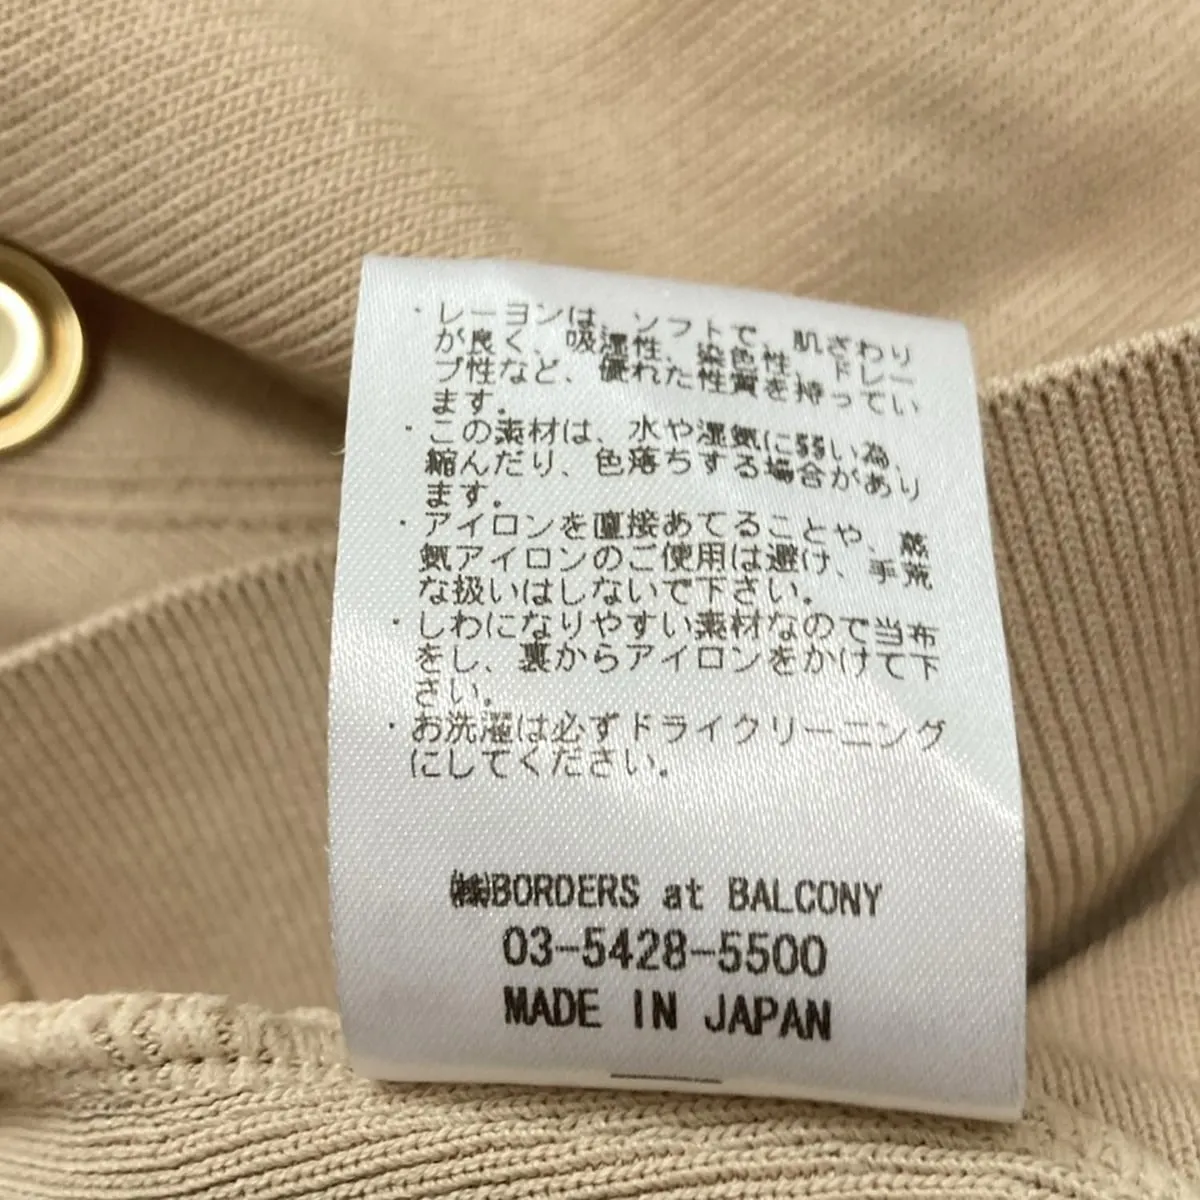 ・レーヨンは、ソフトで、肌ざわり
が良く、吸湿性、染色性、ドレー
プ性など、優れた性質を持ってい
ます。
・この素材は、水や湿気に弱い為、
縮んだり、色落ちする場合があり
ます。
・アイロンを直接あてることや、蒸
気アイロンのご使用は避け、手荒
な扱いはしないで下さい。
・しわになりやすい素材なので当布
をし、裏からアイロンをかけて下
さい。
・お洗濯は必ずドライクリーニング
にしてください。
㈱BORDERS at BALCONY
03-5428-5500
MADE IN JAPAN